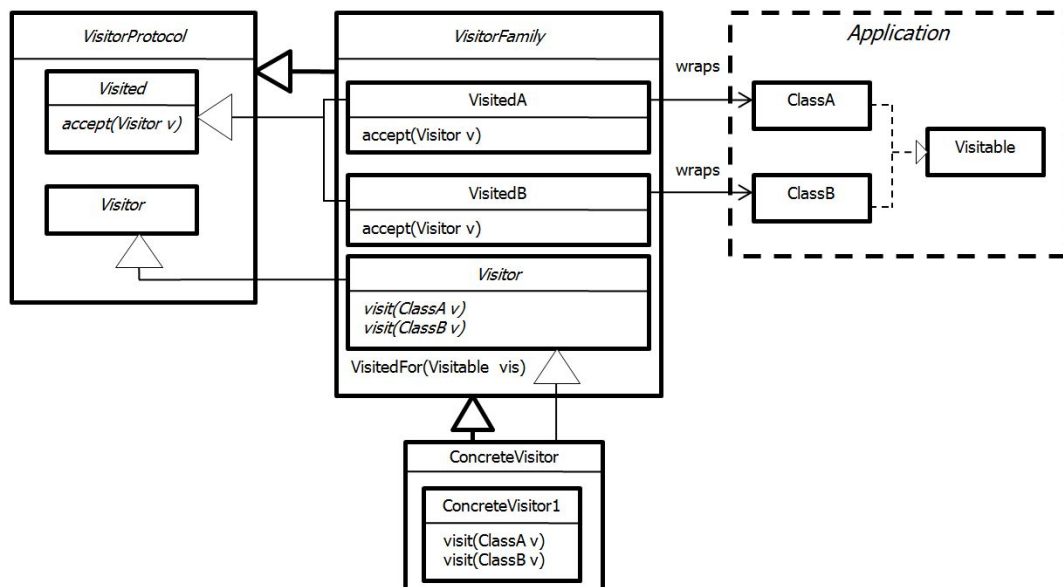 VisitorProtocol
Visited
accept(Visitor v)
Visitor
VisitorFamily
VisitedA
accept(Visitor v)
VisitedB
accept(Visitor v)
Visitor
visit(ClassA v)
visit(ClassB v)
VisitedFor(Visitable vis)
wraps
wraps
Application
ClassA
ClassB
Visitable
ConcreteVisitor
ConcreteVisitor1
visit(ClassA v)
visit(ClassB v)